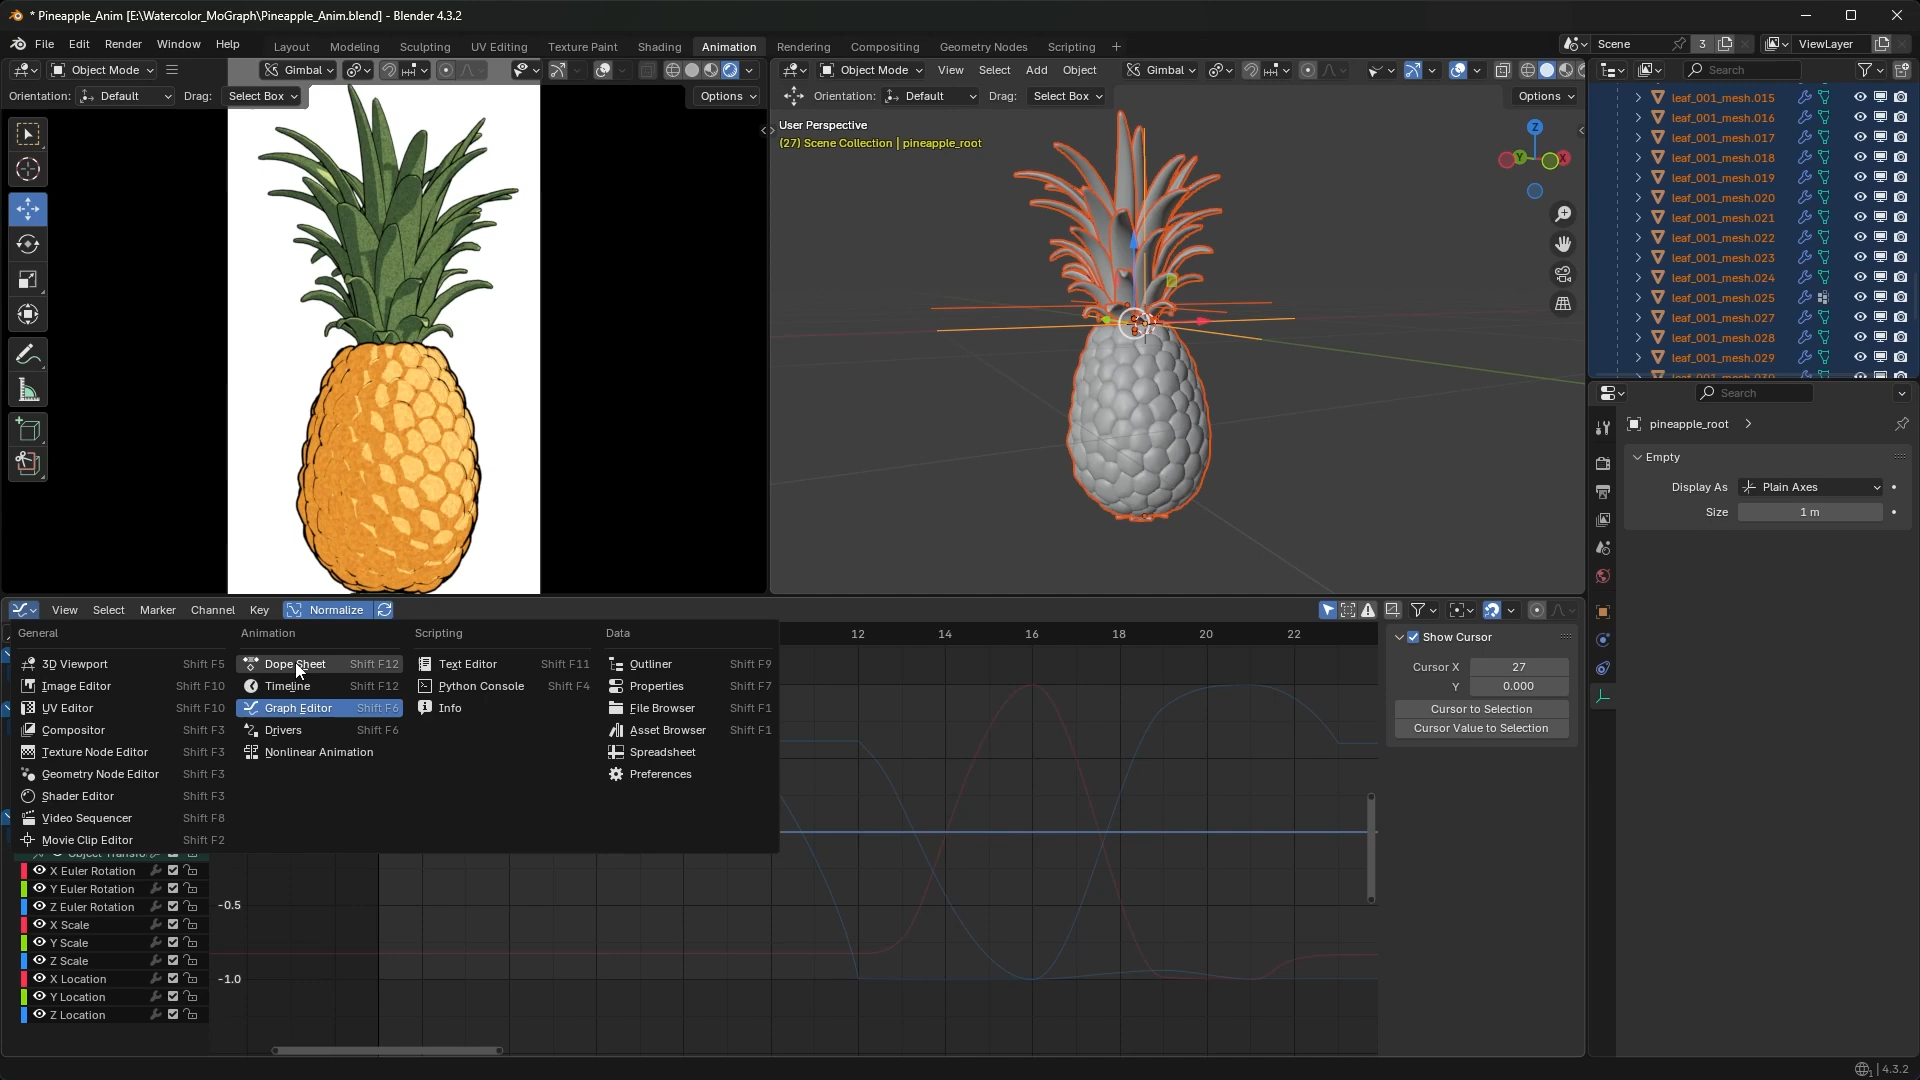 * Pineapple_Anim [E:\Watercolor_MoGraph\Pineapple_Anim.blend] - Blender 4.3.2
File Edit Render Window Help Layout Modeling Sculpting UV Editing Texture Paint Shading Animation Rendering Compositing Geometry Nodes Scripting + Scene 3 ViewLayer
Object Mode Gimbal Object Mode View Select Add Object Gimbal Search
Orientation: Default Drag: Select Box Options Orientation: Default Drag: Select Box Options
User Perspective
(27) Scene Collection | pineapple_root
Z
Y X
leaf_001_mesh.015
leaf_001_mesh.016
leaf_001_mesh.017
leaf_001_mesh.018
leaf_001_mesh.019
leaf_001_mesh.020
leaf_001_mesh.021
leaf_001_mesh.022
leaf_001_mesh.023
leaf_001_mesh.024
leaf_001_mesh.025
leaf_001_mesh.027
leaf_001_mesh.028
leaf_001_mesh.029
Search
pineapple_root
Empty
Display As Plain Axes
Size 1 m
View Select Marker Channel Key Normalize
General Animation Scripting Data
3D Viewport Shift F5 Dope Sheet Shift F12 Text Editor Shift F11 Outliner Shift F9
Image Editor Shift F10 Timeline Shift F12 Python Console Shift F4 Properties Shift F7
UV Editor Shift F10 Graph Editor Shift F6 Info File Browser Shift F1
Compositor Shift F3 Drivers Shift F6 Asset Browser Shift F1
Texture Node Editor Shift F3 Nonlinear Animation Spreadsheet
Geometry Node Editor Shift F3 Preferences
Shader Editor Shift F3
Video Sequencer Shift F8
Movie Clip Editor Shift F2
12 14 16 18 20 22
Show Cursor
Cursor X 27
Y 0.000
Cursor to Selection
Cursor Value to Selection
X Euler Rotation
Y Euler Rotation
Z Euler Rotation -0.5
X Scale
Y Scale
Z Scale
X Location -1.0
Y Location
Z Location
4.3.2